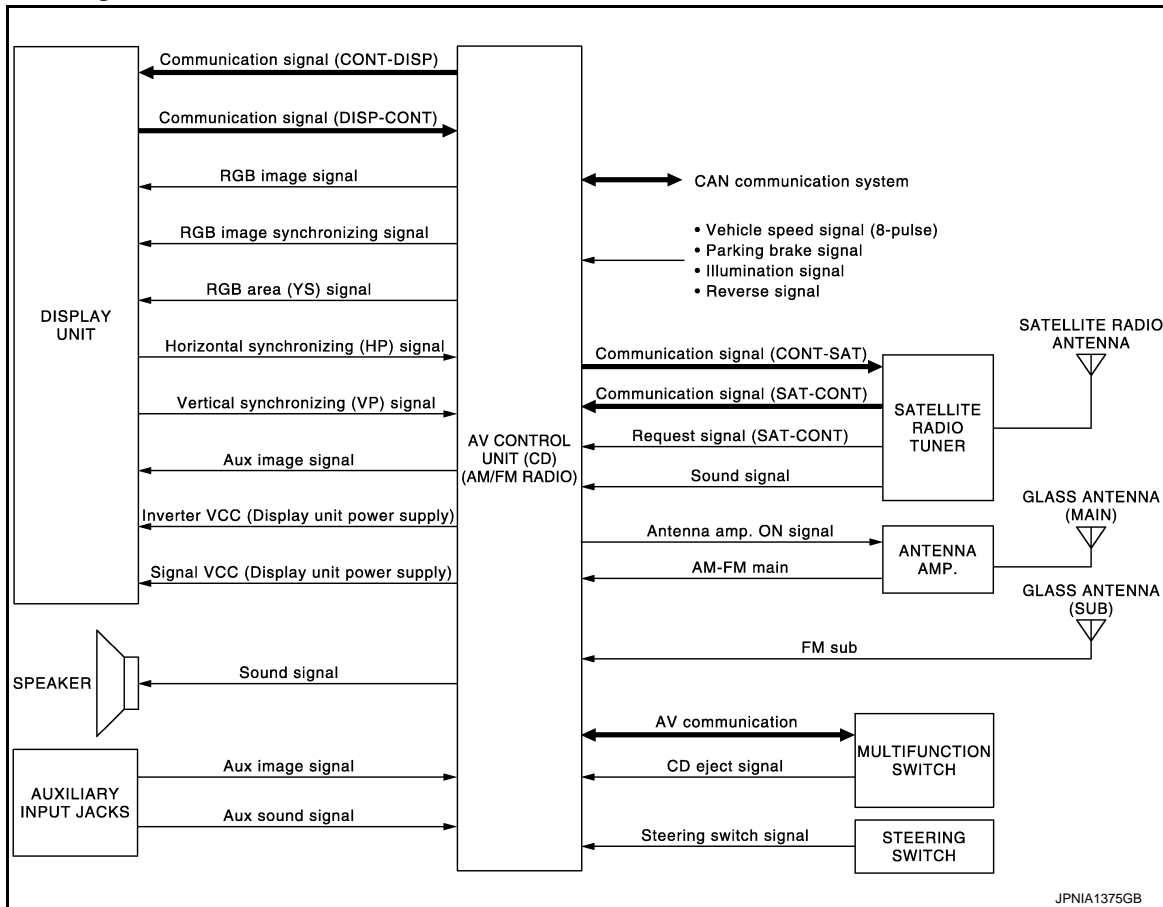 Communication signal (CONT-DISP)
Communication signal (DISP-CONT)
RGB image signal
RGB image synchronizing signal
RGB area (YS) signal
DISPLAY
UNIT
Horizontal synchronizing (HP) signal
Vertical synchronizing (VP) signal
Aux image signal
Inverter VCC (Display unit power supply)
Signal VCC (Display unit power supply)
SPEAKER
Sound signal
AUXILIARY
INPUT JACKS
Aux image signal
Aux sound signal
AV CONTROL
UNIT (CD)
(AM/FM RADIO)
CAN communication system
• Vehicle speed signal (8-pulse)
• Parking brake signal
• Illumination signal
• Reverse signal
SATELLITE RADIO
ANTENNA
Communication signal (CONT-SAT)
Communication signal (SAT-CONT)
Request signal (SAT-CONT)
Sound signal
SATELLITE
RADIO
TUNER
GLASS ANTENNA
(MAIN)
Antenna amp. ON signal
AM-FM main
ANTENNA
AMP.
GLASS ANTENNA
(SUB)
FM sub
AV communication
CD eject signal
MULTIFUNCTION
SWITCH
Steering switch signal
STEERING
SWITCH
JPNIA1375GB